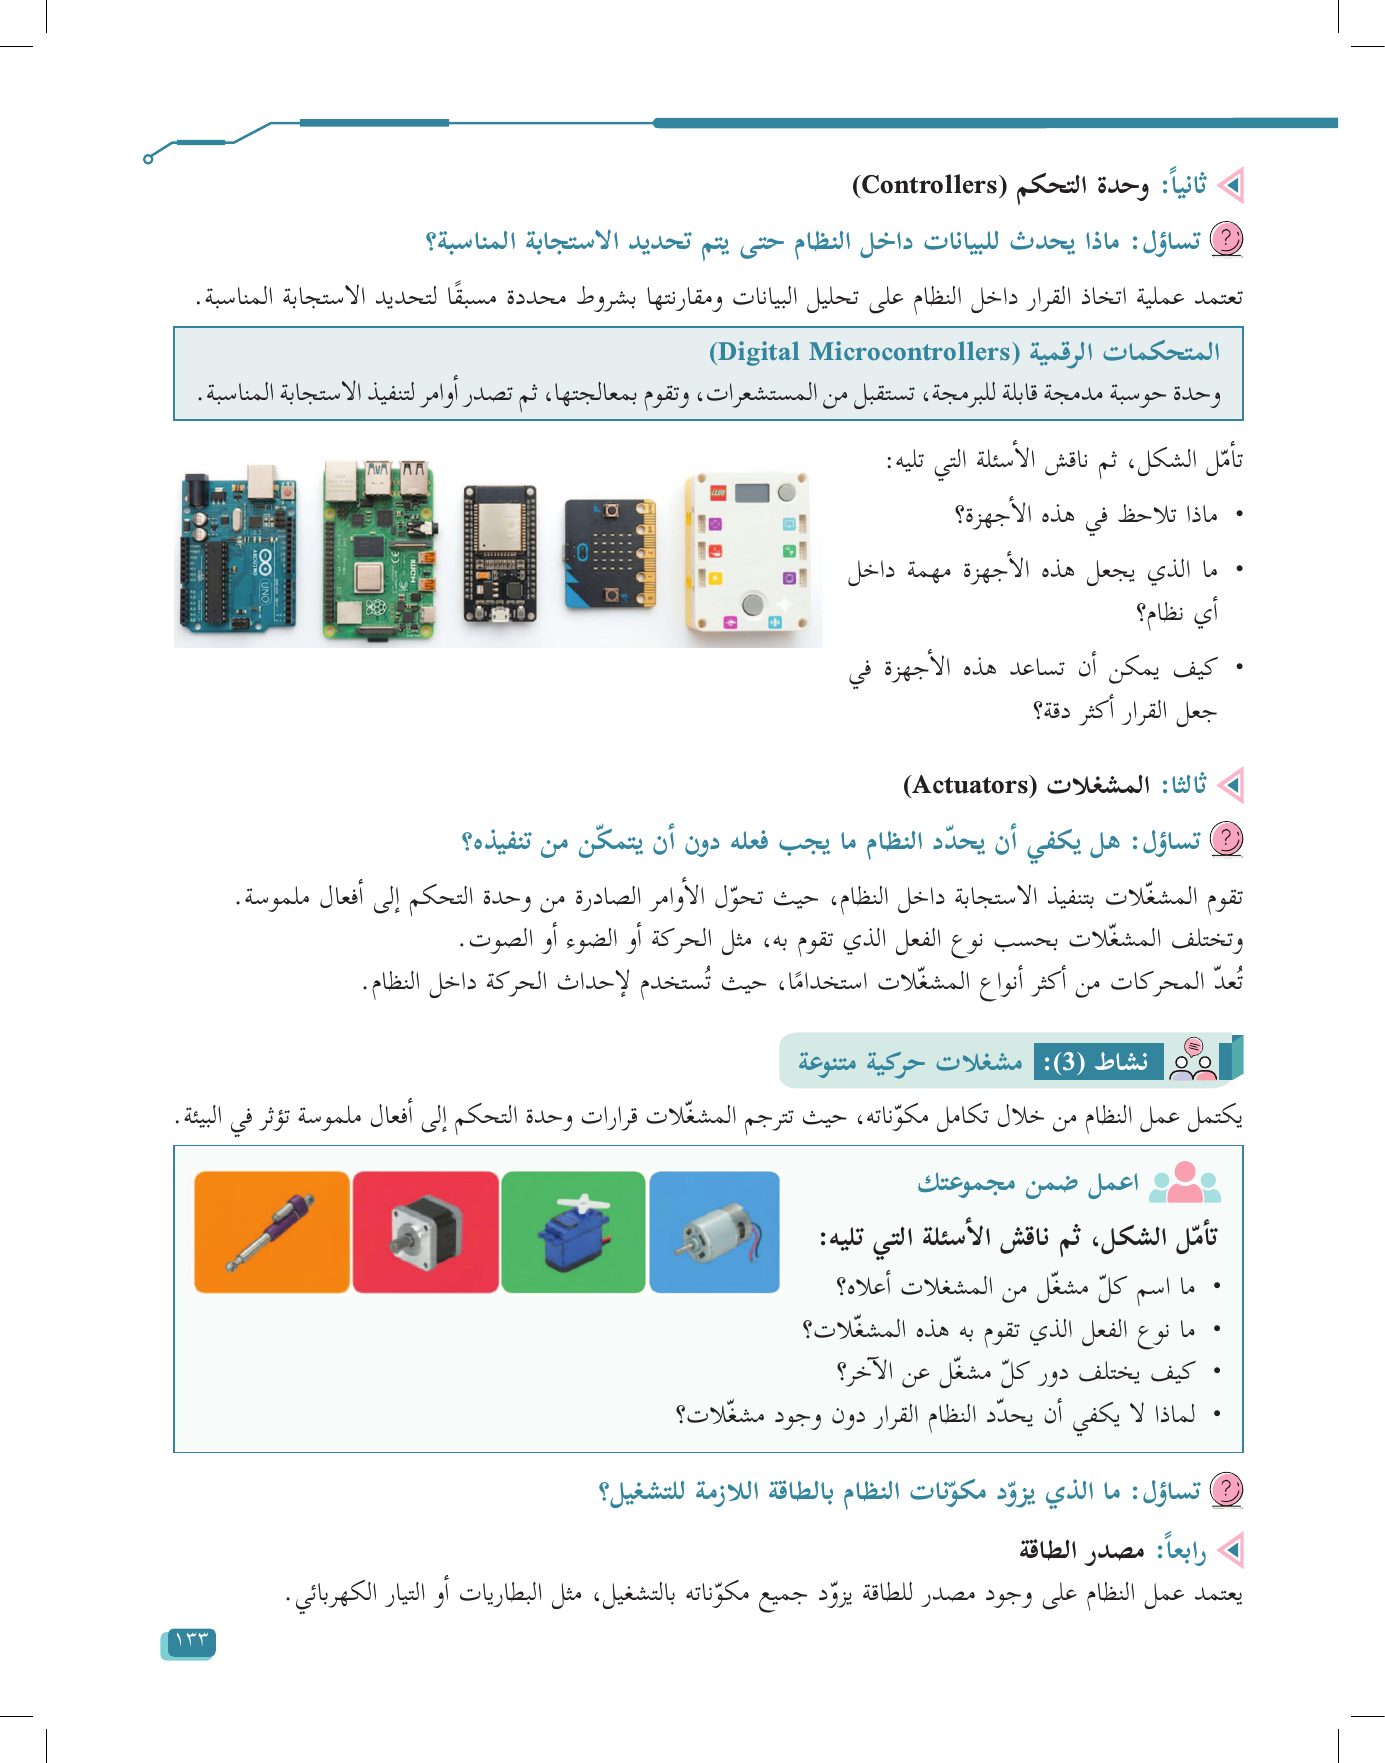 ثانياً: وحدة التحكم (Controllers)
تساؤل: ماذا يحدث للبيانات داخل النظام حتى يتم تحديد الاستجابة المناسبة؟
تعتمد عملية اتخاذ القرار داخل النظام على تحليل البيانات ومقارنتها بشروط محددة مسبقًا لتحديد الاستجابة المناسبة.
المتحكمات الرقمية (Digital Microcontrollers)
وحدة حوسبة مدمجة قابلة للبرمجة، تستقبل من المستشعرات، وتقوم بمعالجتها، ثم تصدر أوامر لتنفيذ الاستجابة المناسبة.
تأمّل الشكل، ثم ناقش الأسئلة التي تليه:
• ماذا تلاحظ في هذه الأجهزة؟
• ما الذي يجعل هذه الأجهزة مهمة داخل
أي نظام؟
• كيف يمكن أن تساعد هذه الأجهزة في
جعل القرار أكثر دقة؟
ثالثا: المشغلات (Actuators)
تساؤل: هل يكفي أن يحدّد النظام ما يجب فعله دون أن يتمكّن من تنفيذه؟
تقوم المشغّلات بتنفيذ الاستجابة داخل النظام، حيث تحوّل الأوامر الصادرة من وحدة التحكم إلى أفعال ملموسة.
وتختلف المشغّلات بحسب نوع الفعل الذي تقوم به، مثل الحركة أو الضوء أو الصوت.
تُعدّ المحركات من أكثر أنواع المشغّلات استخدامًا، حيث تُستخدم لإحداث الحركة داخل النظام.
نشاط (3): مشغلات حركية متنوعة
يكتمل عمل النظام من خلال تكامل مكوّناته، حيث تترجم المشغّلات قرارات وحدة التحكم إلى أفعال ملموسة تؤثر في البيئة.
اعمل ضمن مجموعتك
تأمّل الشكل، ثم ناقش الأسئلة التي تليه:
• ما اسم كلّ مشغّل من المشغلات أعلاه؟
• ما نوع الفعل الذي تقوم به هذه المشغّلات؟
• كيف يختلف دور كلّ مشغّل عن الآخر؟
• لماذا لا يكفي أن يحدّد النظام القرار دون وجود مشغّلات؟
تساؤل: ما الذي يزوّد مكوّنات النظام بالطاقة اللازمة للتشغيل؟
رابعاً: مصدر الطاقة
يعتمد عمل النظام على وجود مصدر للطاقة يزوّد جميع مكوّناته بالتشغيل، مثل البطاريات أو التيار الكهربائي.
١٣٣